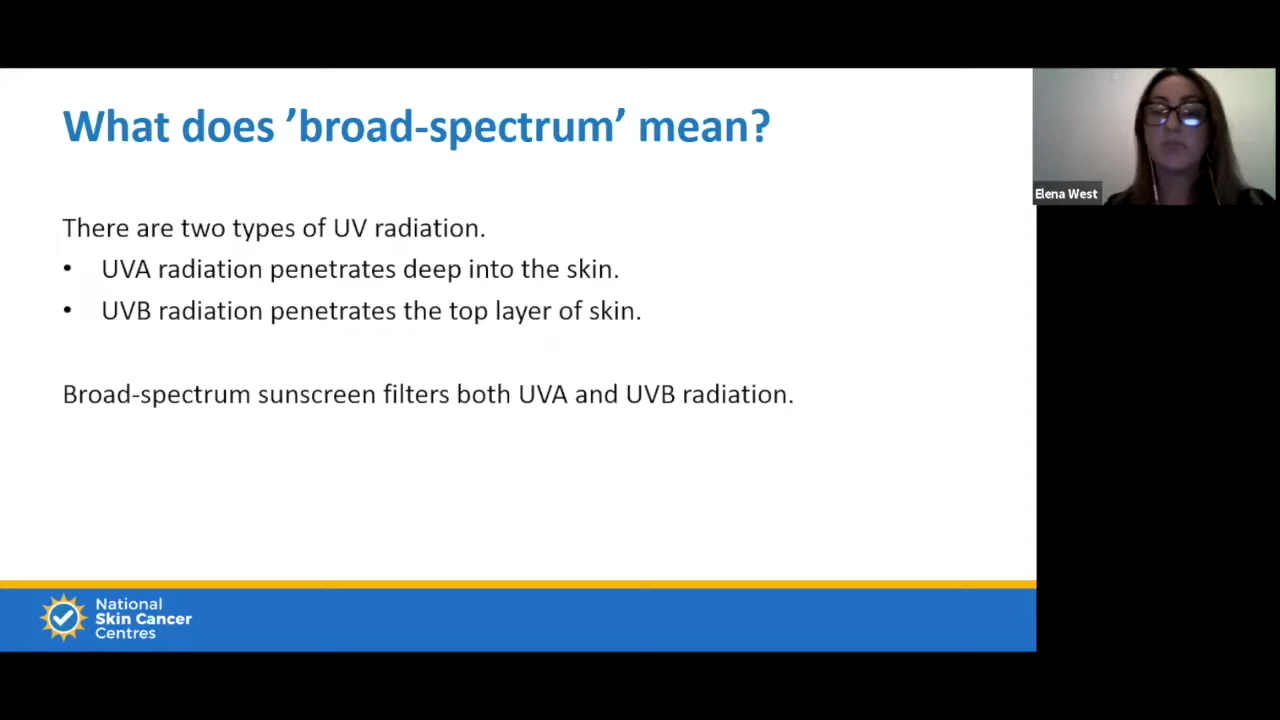 What does ’broad-spectrum’ mean?
There are two types of UV radiation.
• UVA radiation penetrates deep into the skin.
• UVB radiation penetrates the top layer of skin.
Broad-spectrum sunscreen filters both UVA and UVB radiation.
Elena West
National
Skin Cancer
Centres